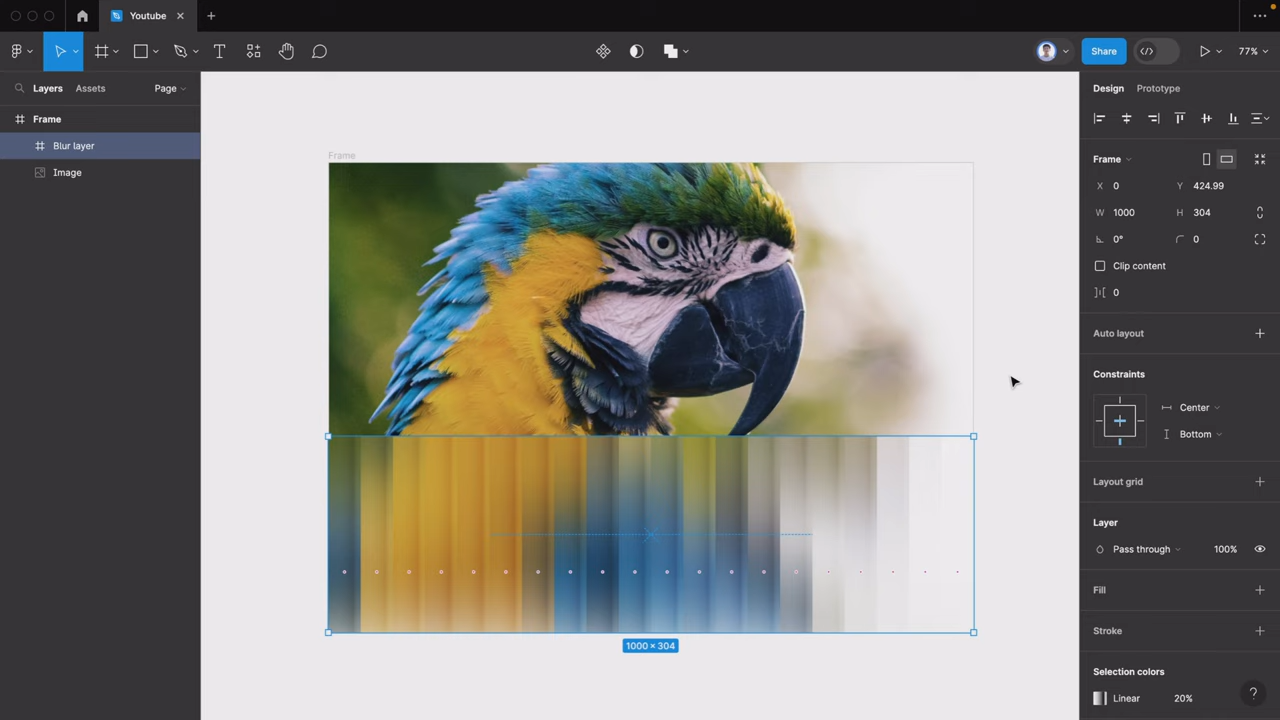 Youtube
Share
77%
Layers
Assets
Page
Design
Prototype
Frame
Blur layer
Image
Frame
Frame
X 0
Y 424.99
W 1000
H 304
0°
0
Clip content
0
Auto layout
Constraints
Center
Bottom
Layout grid
Layer
Pass through
100%
Fill
Stroke
1000 × 304
Selection colors
Linear
20%
?